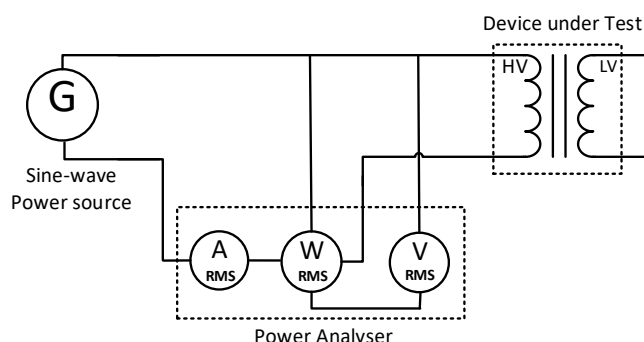 Device under Test
HV
LV
G
Sine-wave
Power source
A
RMS
W
RMS
V
RMS
Power Analyser